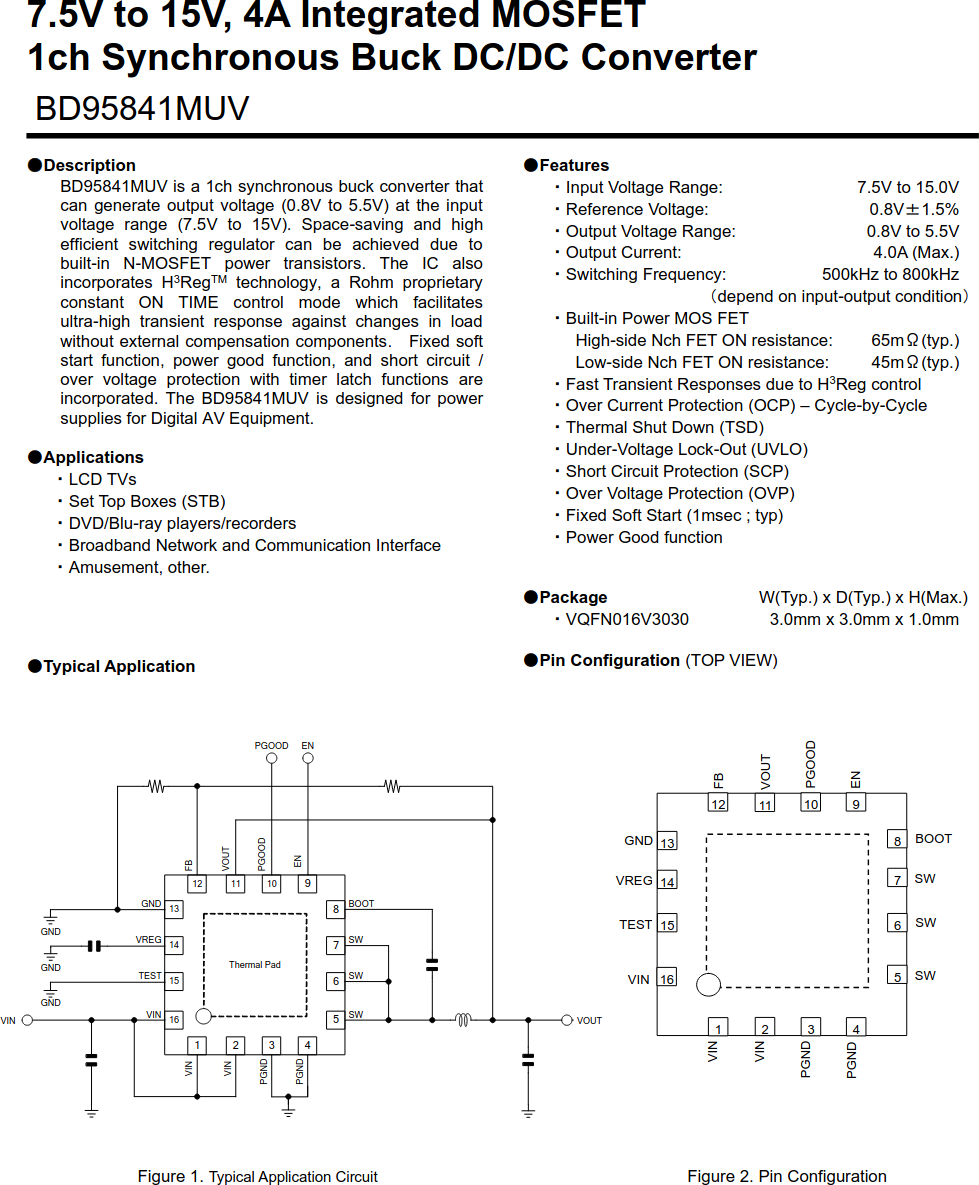 7.5V to 15V, 4A Integrated MOSFET
1ch Synchronous Buck DC/DC Converter
BD95841MUV
●Description
BD95841MUV is a 1ch synchronous buck converter that
can generate output voltage (0.8V to 5.5V) at the input
voltage range (7.5V to 15V). Space-saving and high
efficient switching regulator can be achieved due to
built-in N-MOSFET power transistors. The IC also
incorporates H³Reg™ technology, a Rohm proprietary
constant ON TIME control mode which facilitates
ultra-high transient response against changes in load
without external compensation components. Fixed soft
start function, power good function, and short circuit /
over voltage protection with timer latch functions are
incorporated. The BD95841MUV is designed for power
supplies for Digital AV Equipment.
●Applications
・LCD TVs
・Set Top Boxes (STB)
・DVD/Blu-ray players/recorders
・Broadband Network and Communication Interface
・Amusement, other.
●Features
・Input Voltage Range: 7.5V to 15.0V
・Reference Voltage: 0.8V±1.5%
・Output Voltage Range: 0.8V to 5.5V
・Output Current: 4.0A (Max.)
・Switching Frequency: 500kHz to 800kHz
（depend on input-output condition）
・Built-in Power MOS FET
High-side Nch FET ON resistance: 65mΩ(typ.)
Low-side Nch FET ON resistance: 45mΩ(typ.)
・Fast Transient Responses due to H³Reg control
・Over Current Protection (OCP) – Cycle-by-Cycle
・Thermal Shut Down (TSD)
・Under-Voltage Lock-Out (UVLO)
・Short Circuit Protection (SCP)
・Over Voltage Protection (OVP)
・Fixed Soft Start (1msec ; typ)
・Power Good function
●Package W(Typ.) x D(Typ.) x H(Max.)
・VQFN016V3030 3.0mm x 3.0mm x 1.0mm
●Typical Application
PGOOD EN
FB VOUT PGOOD EN
12 11 10 9
GND 13 8 BOOT
GND
VREG 14 7 SW
Thermal Pad
GND
TEST 15 6 SW
GND
VIN VIN 16 5 SW VOUT
1 2 3 4
VIN VIN PGND PGND
Figure 1. Typical Application Circuit
●Pin Configuration (TOP VIEW)
FB VOUT PGOOD EN
12 11 10 9
GND 13 8 BOOT
VREG 14 7 SW
TEST 15 6 SW
VIN 16 5 SW
1 2 3 4
VIN VIN PGND PGND
Figure 2. Pin Configuration